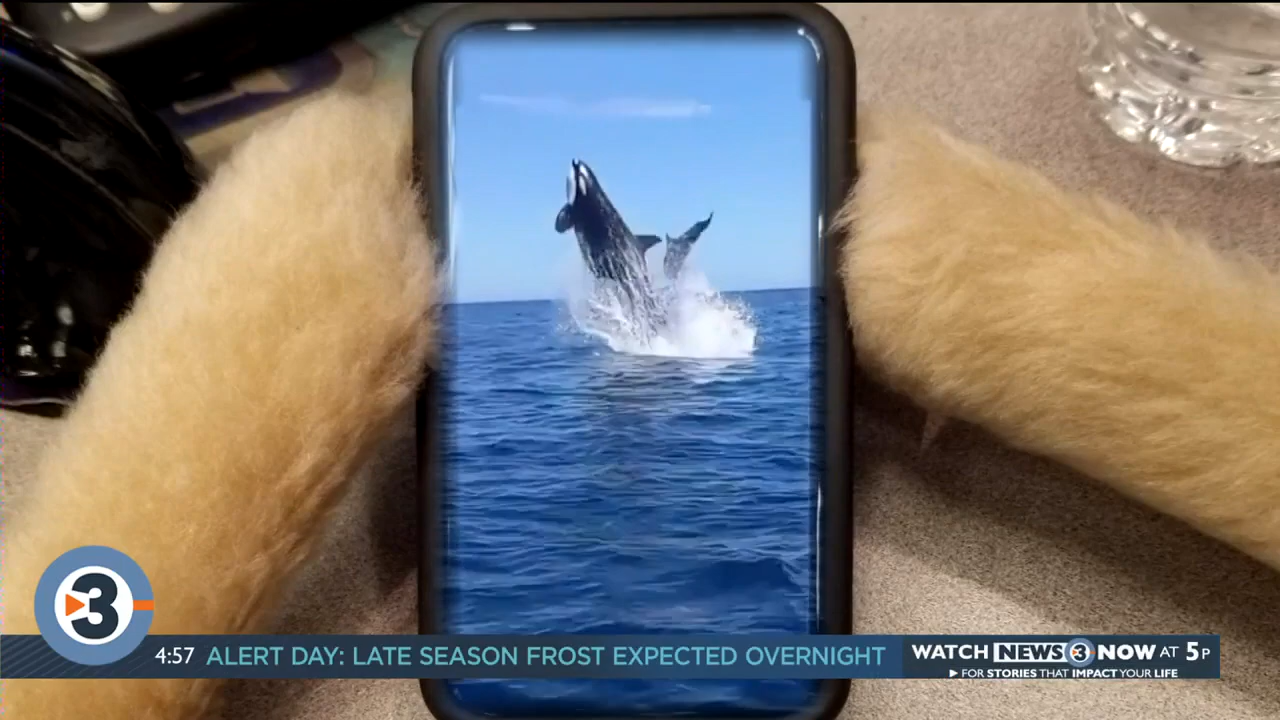 3
4:57 ALERT DAY: LATE SEASON FROST EXPECTED OVERNIGHT
WATCH NEWS 3 NOW AT 5P
FOR STORIES THAT IMPACT YOUR LIFE